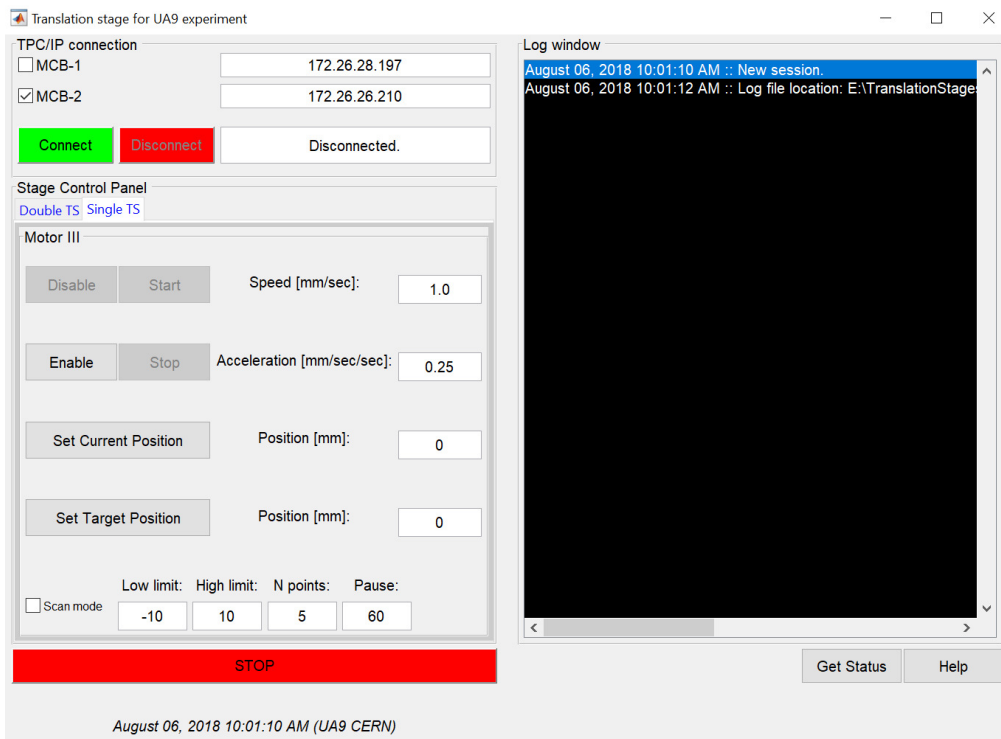 Translation stage for UA9 experiment
TPC/IP connection
MCB-1 172.26.28.197
MCB-2 172.26.26.210
Connect Disconnect Disconnected.
Stage Control Panel
Double TS Single TS
Motor III
Disable Start Speed [mm/sec]: 1.0
Enable Stop Acceleration [mm/sec/sec]: 0.25
Set Current Position Position [mm]: 0
Set Target Position Position [mm]: 0
Low limit: High limit: N points: Pause:
Scan mode -10 10 5 60
STOP
August 06, 2018 10:01:10 AM (UA9 CERN)
Log window
August 06, 2018 10:01:10 AM :: New session.
August 06, 2018 10:01:12 AM :: Log file location: E:\TranslationStage
Get Status Help